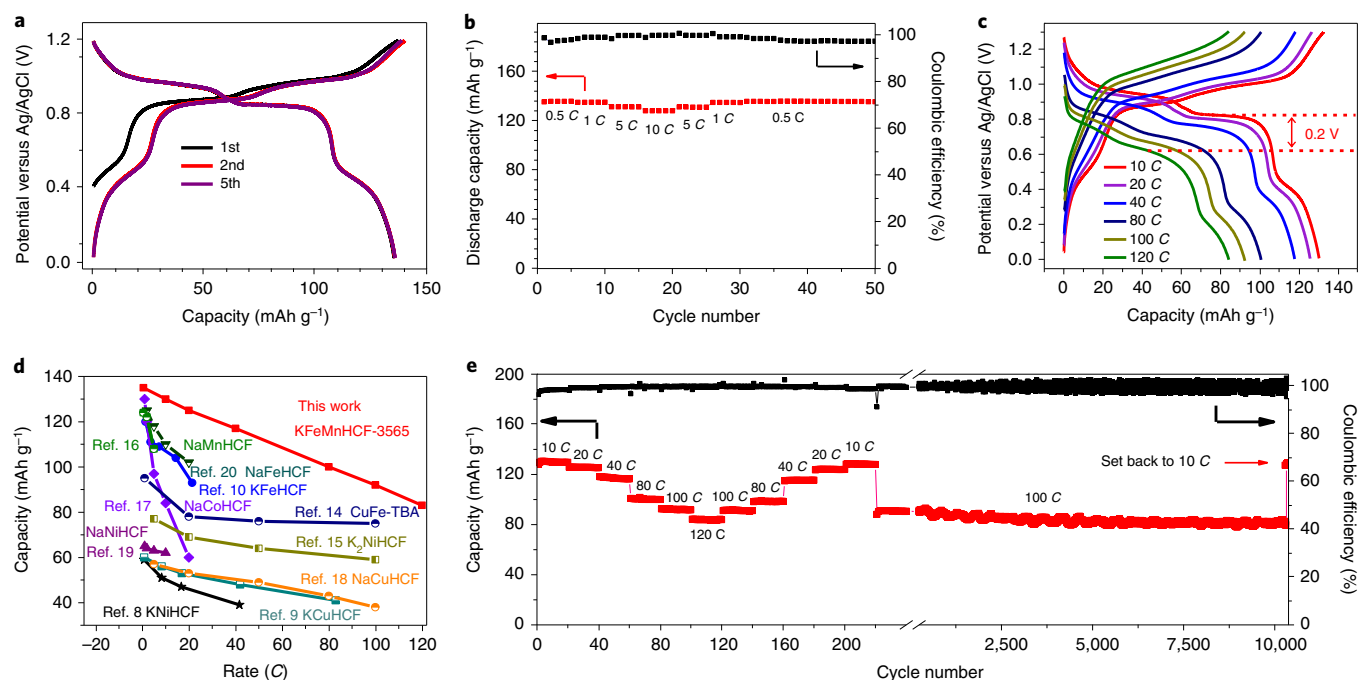 a
1.2
0.8
0.4
0.0
Potential versus Ag/AgCl (V)
1st
2nd
5th
0
50
100
150
Capacity (mAh g⁻¹)
b
160
120
80
40
0
Discharge capacity (mAh g⁻¹)
0.5 C
1 C
5 C
10 C
5 C
1 C
0.5 C
100
80
60
40
20
0
Coulombic efficiency (%)
0
10
20
30
40
50
Cycle number
c
1.2
1.0
0.8
0.6
0.4
0.2
0.0
Potential versus Ag/AgCl (V)
0.2 V
10 C
20 C
40 C
80 C
100 C
120 C
0
20
40
60
80
100
120
140
Capacity (mAh g⁻¹)
d
140
120
100
80
60
40
Capacity (mAh g⁻¹)
This work
KFeMnHCF-3565
Ref. 16 NaMnHCF
Ref. 20 NaFeHCF
Ref. 10 KFeHCF
Ref. 17 NaCoHCF
Ref. 14 CuFe-TBA
NaNiHCF
Ref. 19
Ref. 15 K₂NiHCF
Ref. 18 NaCuHCF
Ref. 8 KNiHCF
Ref. 9 KCuHCF
−20
0
20
40
60
80
100
120
Rate (C)
e
200
160
120
80
40
0
Capacity (mAh g⁻¹)
10 C
20 C
40 C
80 C
100 C
120 C
100 C
80 C
40 C
20 C
10 C
100 C
Set back to 10 C
100
80
60
40
20
0
Coulombic efficiency (%)
0
40
80
120
160
200
2,500
5,000
7,500
10,000
Cycle number